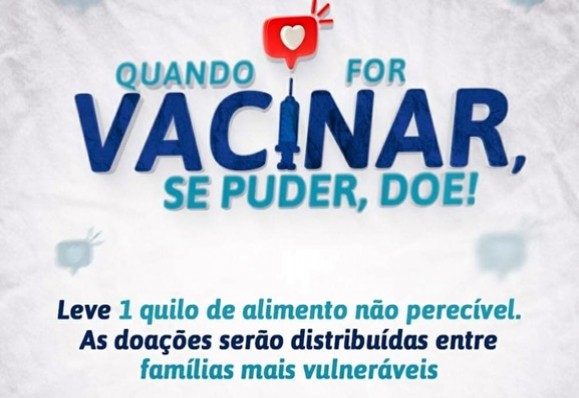 QUANDO FOR
VACINAR,
SE PUDER, DOE!
Leve 1 quilo de alimento não perecível.
As doações serão distribuídas entre
famílias mais vulneráveis